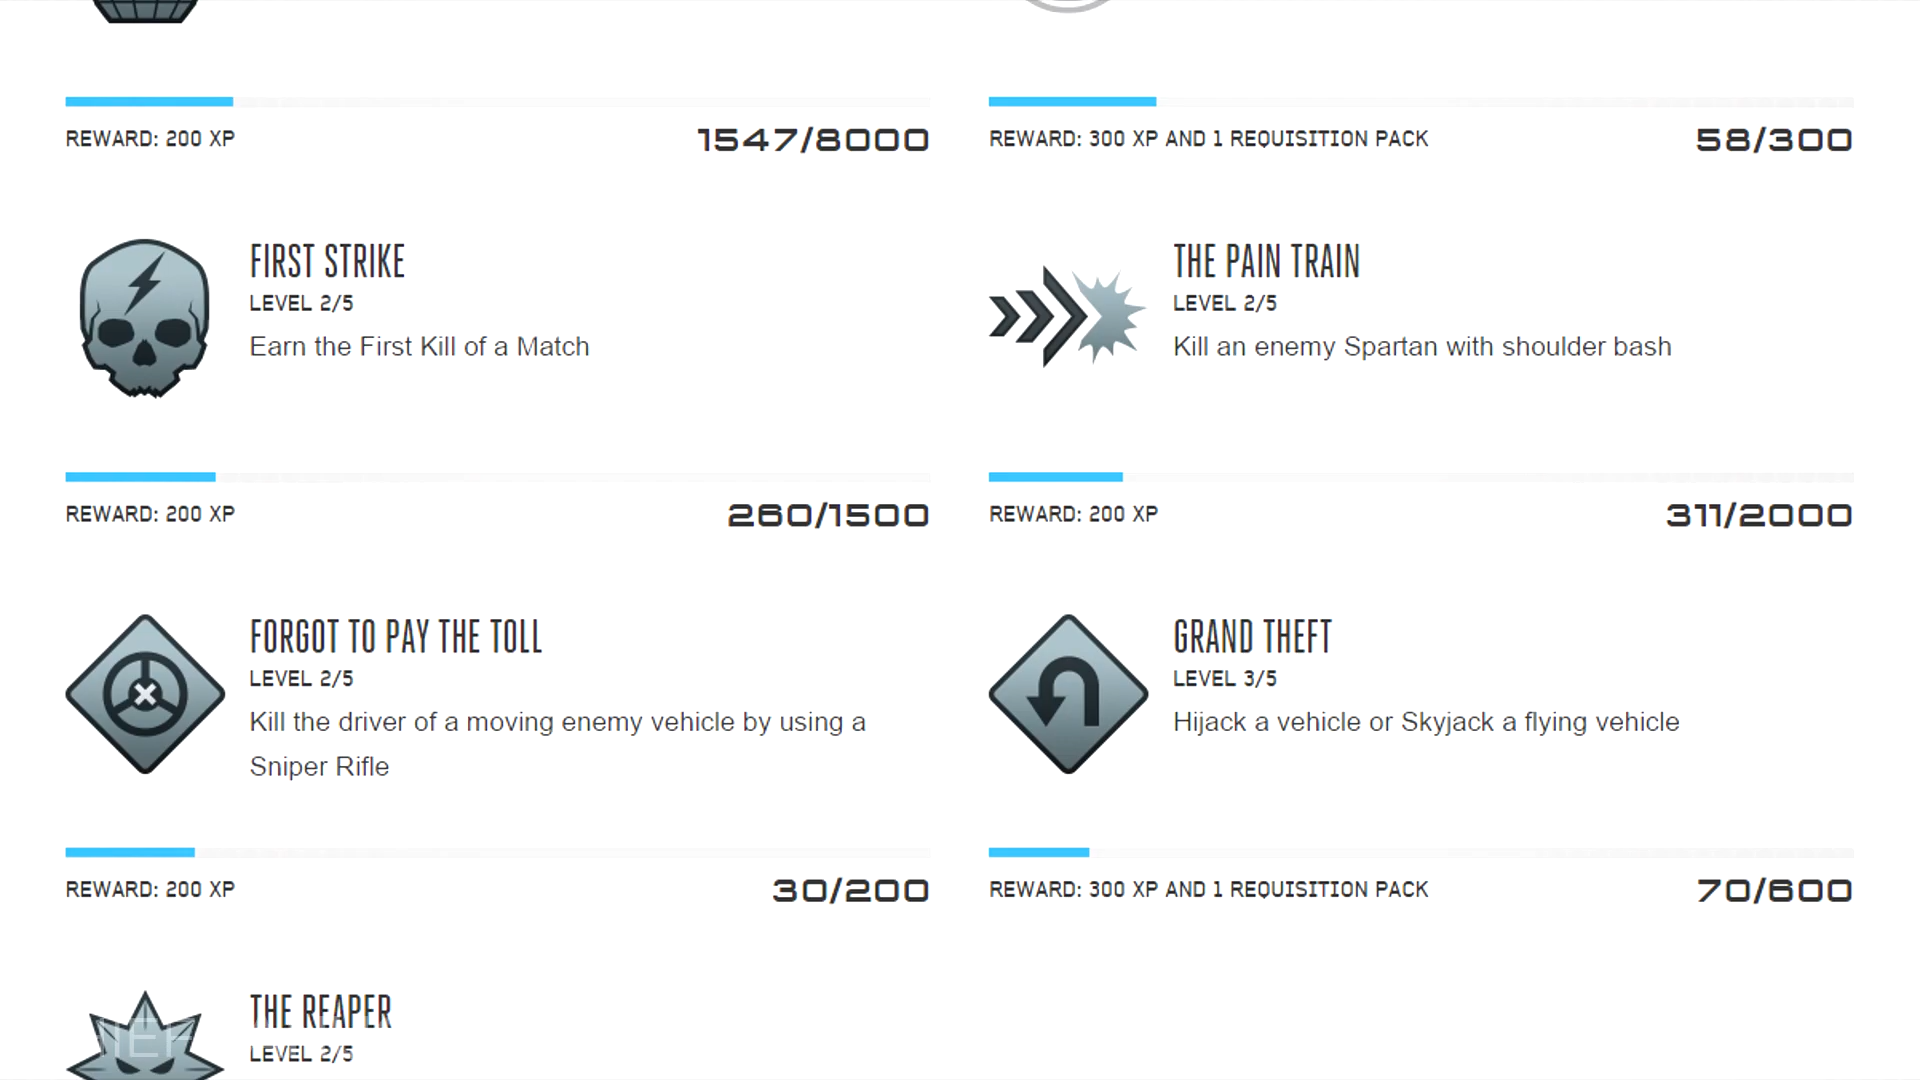 REWARD: 200 XP
1547/8000
REWARD: 300 XP AND 1 REQUISITION PACK
58/300
FIRST STRIKE
LEVEL 2/5
Earn the First Kill of a Match
THE PAIN TRAIN
LEVEL 2/5
Kill an enemy Spartan with shoulder bash
REWARD: 200 XP
260/1500
REWARD: 200 XP
311/2000
FORGOT TO PAY THE TOLL
LEVEL 2/5
Kill the driver of a moving enemy vehicle by using a
Sniper Rifle
GRAND THEFT
LEVEL 3/5
Hijack a vehicle or Skyjack a flying vehicle
REWARD: 200 XP
30/200
REWARD: 300 XP AND 1 REQUISITION PACK
70/600
THE REAPER
LEVEL 2/5